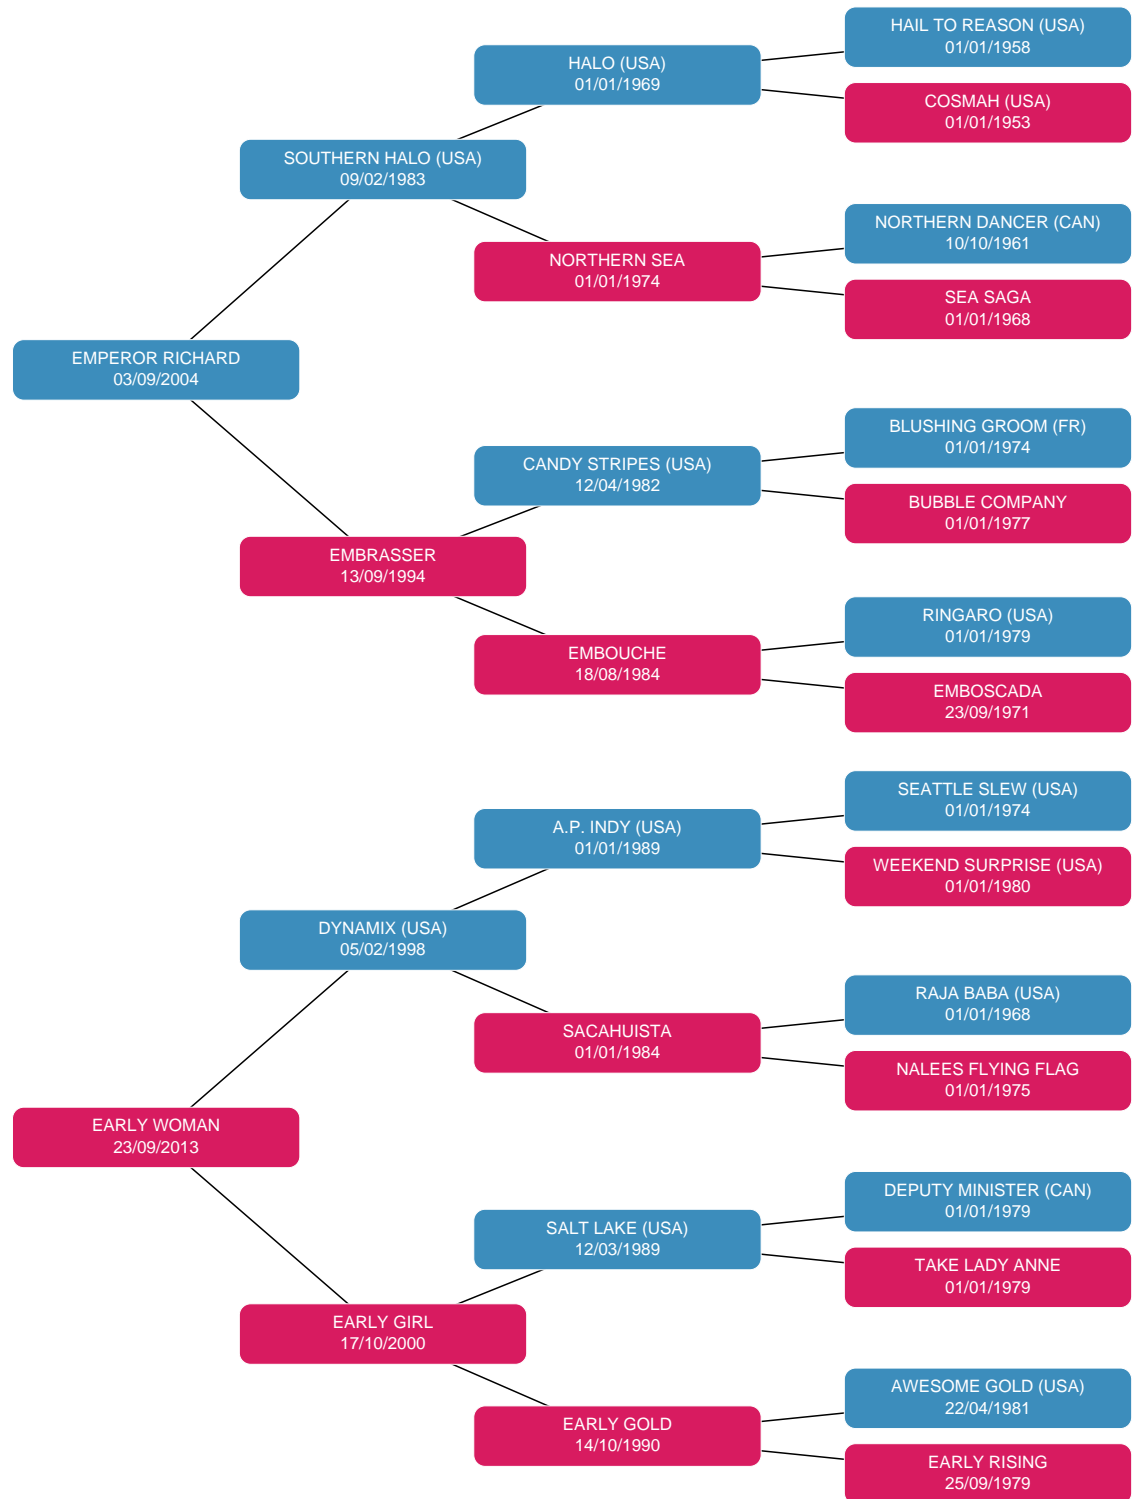 HAIL TO REASON (USA)
01/01/1958
HALO (USA)
01/01/1969
COSMAH (USA)
01/01/1953
SOUTHERN HALO (USA)
09/02/1983
NORTHERN DANCER (CAN)
10/10/1961
NORTHERN SEA
01/01/1974
SEA SAGA
01/01/1968
EMPEROR RICHARD
03/09/2004
BLUSHING GROOM (FR)
01/01/1974
CANDY STRIPES (USA)
12/04/1982
BUBBLE COMPANY
01/01/1977
EMBRASSER
13/09/1994
RINGARO (USA)
01/01/1979
EMBOUCHE
18/08/1984
EMBOSCADA
23/09/1971
SEATTLE SLEW (USA)
01/01/1974
A.P. INDY (USA)
01/01/1989
WEEKEND SURPRISE (USA)
01/01/1980
DYNAMIX (USA)
05/02/1998
RAJA BABA (USA)
01/01/1968
SACAHUISTA
01/01/1984
NALEES FLYING FLAG
01/01/1975
EARLY WOMAN
23/09/2013
DEPUTY MINISTER (CAN)
01/01/1979
SALT LAKE (USA)
12/03/1989
TAKE LADY ANNE
01/01/1979
EARLY GIRL
17/10/2000
AWESOME GOLD (USA)
22/04/1981
EARLY GOLD
14/10/1990
EARLY RISING
25/09/1979